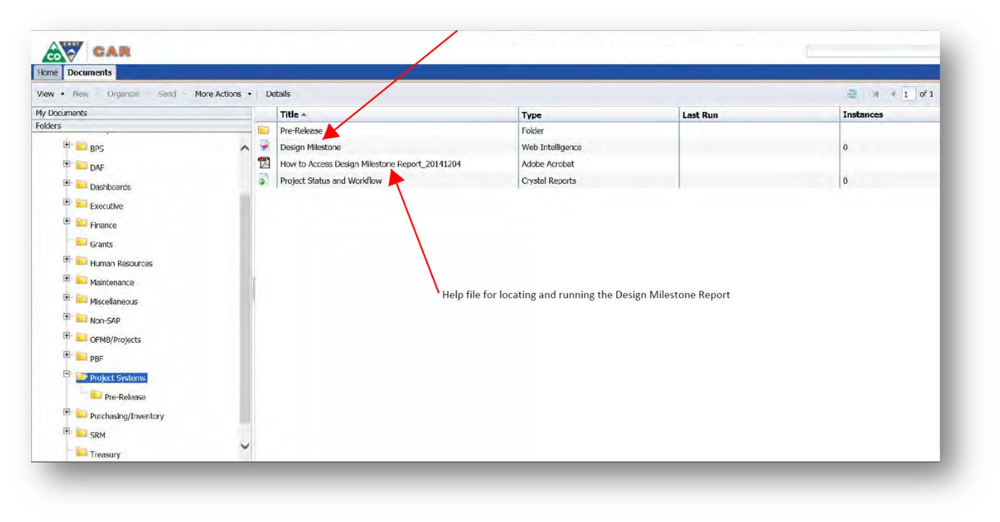 CDOT
CO
CAR
Home Documents
View New Organize Send More Actions Details
1 of 1
My Documents
Folders
Title Type Last Run Instances
Pre-Release Folder
Design Milestone Web Intelligence 0
How to Access Design Milestone Report_20141204 Adobe Acrobat
Project Status and Workflow Crystal Reports 0
BPS
DAF
Dashboards
Executive
Finance
Grants
Human Resources
Maintenance
Miscellaneous
Non-SAP
OFMB/Projects
PBF
Project Systems
Pre-Release
Purchasing/Inventory
SRM
Treasury
Help file for locating and running the Design Milestone Report